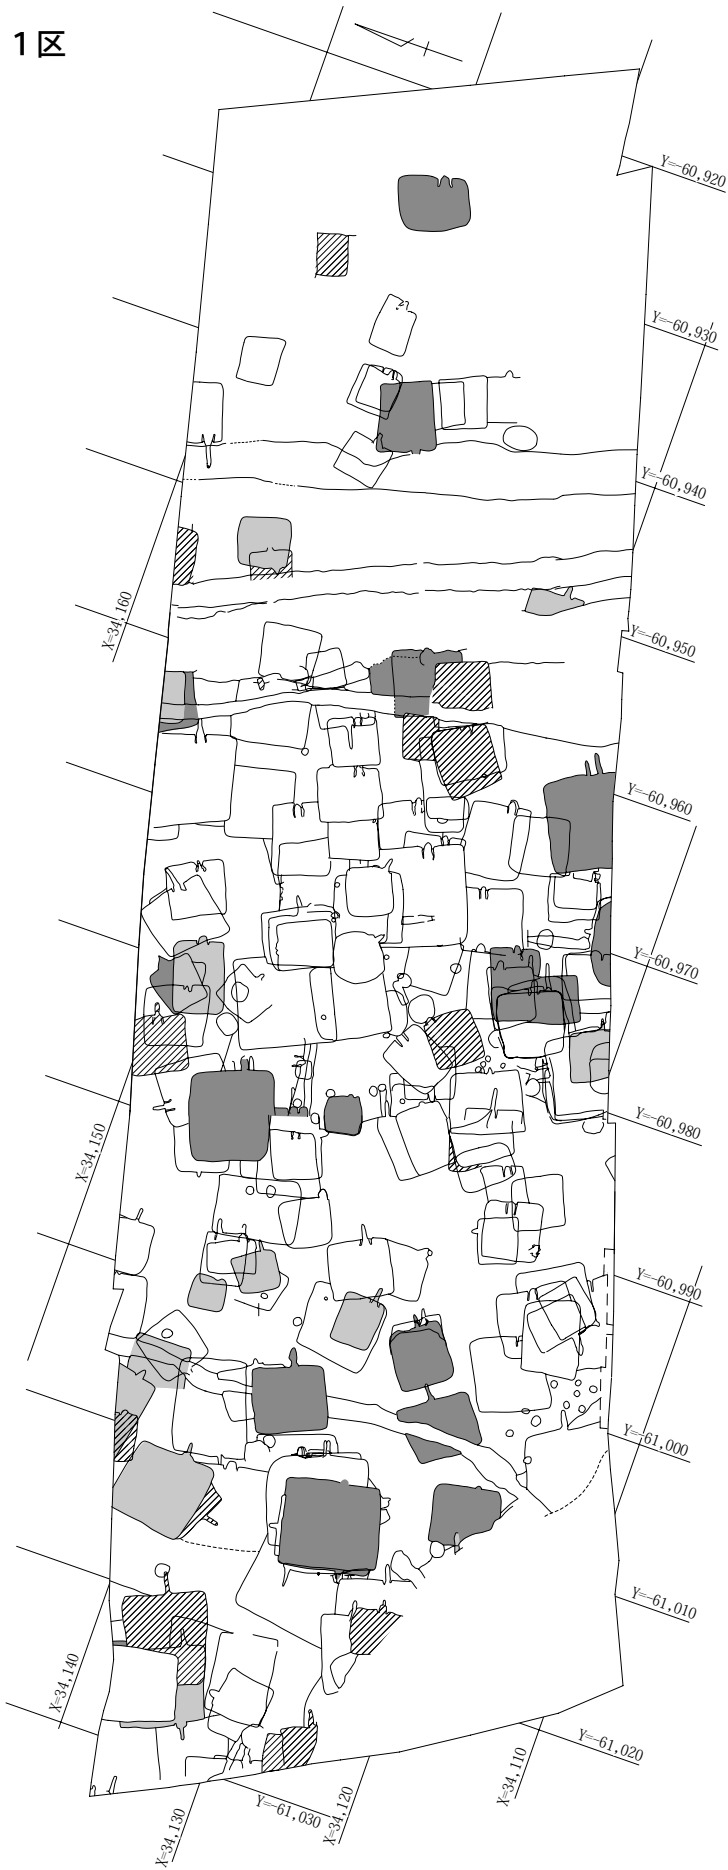 1区
Y=-60,920
Y=-60,930
Y=-60,940
X=34,160
Y=-60,950
Y=-60,960
Y=-60,970
X=34,150
Y=-60,980
Y=-60,990
Y=-61,000
Y=-61,010
X=34,140
Y=-61,020
X=34,110
Y=-61,030
X=34,120
X=34,130